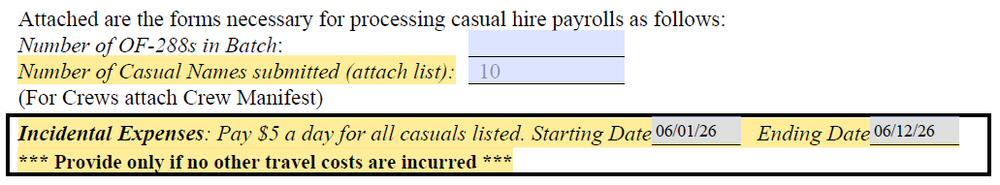 Attached are the forms necessary for processing casual hire payrolls as follows:
Number of OF-288s in Batch:
Number of Casual Names submitted (attach list): 10
(For Crews attach Crew Manifest)
Incidental Expenses: Pay $5 a day for all casuals listed. Starting Date 06/01/26 Ending Date 06/12/26
*** Provide only if no other travel costs are incurred ***